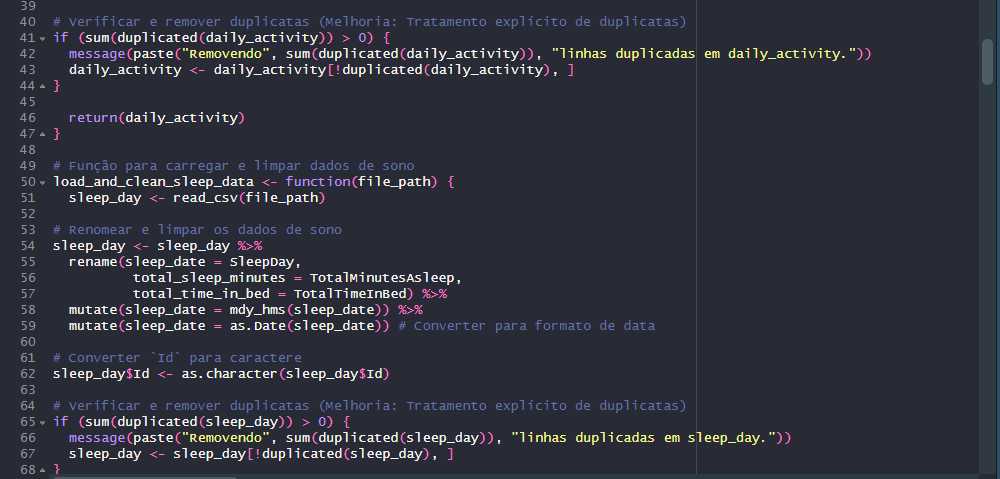 39
40 # Verificar e remover duplicatas (Melhoria: Tratamento explícito de duplicatas)
41 if (sum(duplicated(daily_activity)) > 0) {
42   message(paste("Removendo", sum(duplicated(daily_activity)), "linhas duplicadas em daily_activity."))
43   daily_activity <- daily_activity[!duplicated(daily_activity), ]
44 }
45
46   return(daily_activity)
47 }
48
49 # Função para carregar e limpar dados de sono
50 load_and_clean_sleep_data <- function(file_path) {
51   sleep_day <- read_csv(file_path)
52
53 # Renomear e limpar os dados de sono
54 sleep_day <- sleep_day %>%
55   rename(sleep_date = SleepDay,
56           total_sleep_minutes = TotalMinutesAsleep,
57           total_time_in_bed = TotalTimeInBed) %>%
58   mutate(sleep_date = mdy_hms(sleep_date)) %>%
59   mutate(sleep_date = as.Date(sleep_date)) # Converter para formato de data
60
61 # Converter `Id` para caractere
62 sleep_day$Id <- as.character(sleep_day$Id)
63
64 # Verificar e remover duplicatas (Melhoria: Tratamento explícito de duplicatas)
65 if (sum(duplicated(sleep_day)) > 0) {
66   message(paste("Removendo", sum(duplicated(sleep_day)), "linhas duplicadas em sleep_day."))
67   sleep_day <- sleep_day[!duplicated(sleep_day), ]
68 }